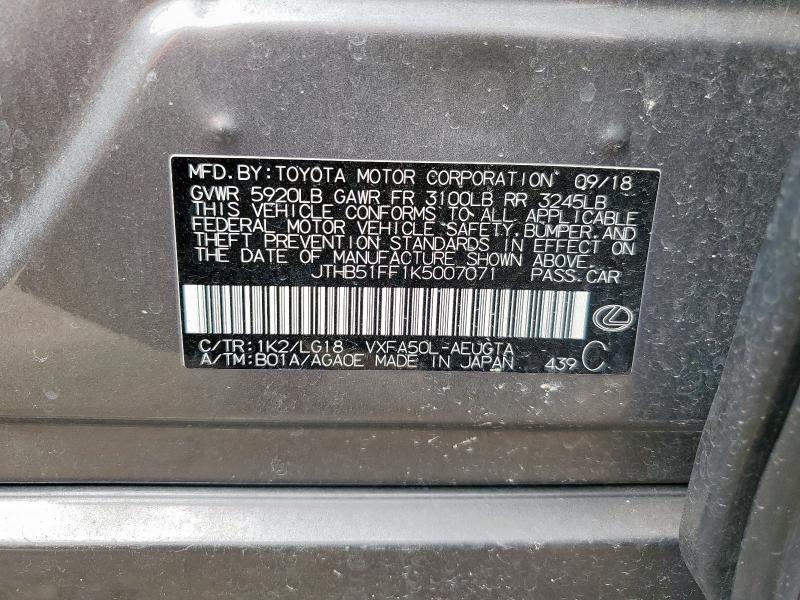 MFD.BY:TOYOTA MOTOR CORPORATION 09/18
GVWR 5920LB GAWR FR 3100LB RR 3245LB
THIS VEHICLE CONFORMS TO ALL APPLICABLE
FEDERAL MOTOR VEHICLE SAFETY,BUMPER,AND
THEFT PREVENTION STANDARDS IN EFFECT ON
THE DATE OF MANUFACTURE SHOWN ABOVE.
JTHB51FF1K5007071 PASS.CAR
C/TR:1K2/LG18 VXFA50L-AEUGTA
A/TM:B01A/AGA0E MADE IN JAPAN 439 C